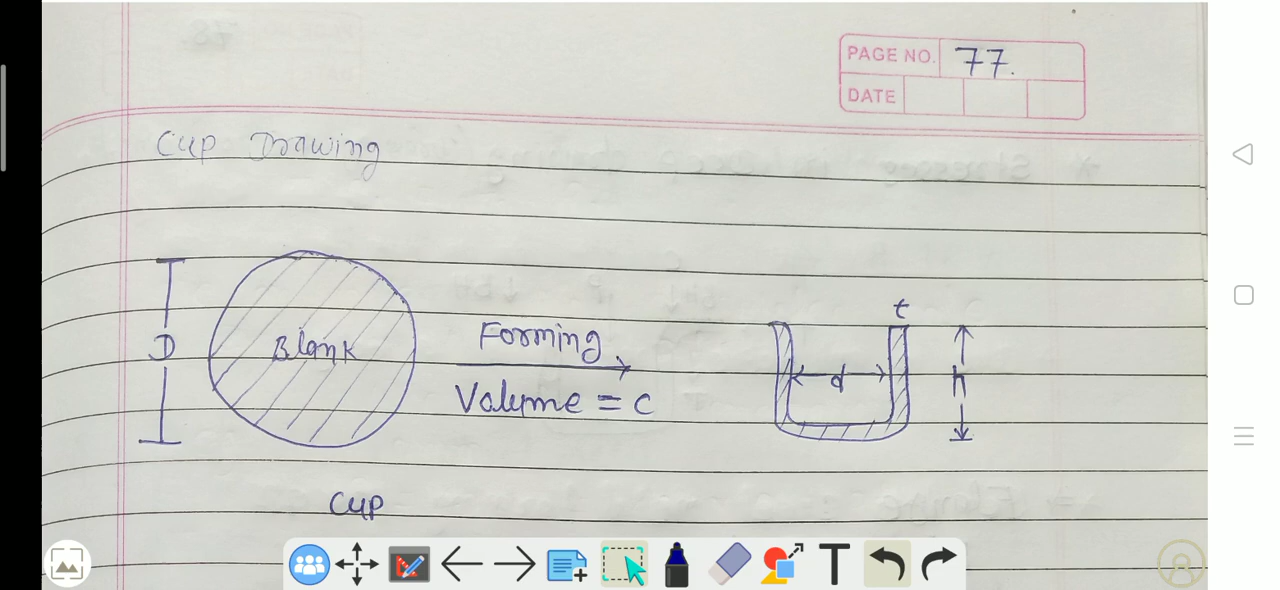 PAGE NO. 77.
DATE
Cup Drawing
D
Blank
Forming
Volume = C
t
d
h
Cup
T